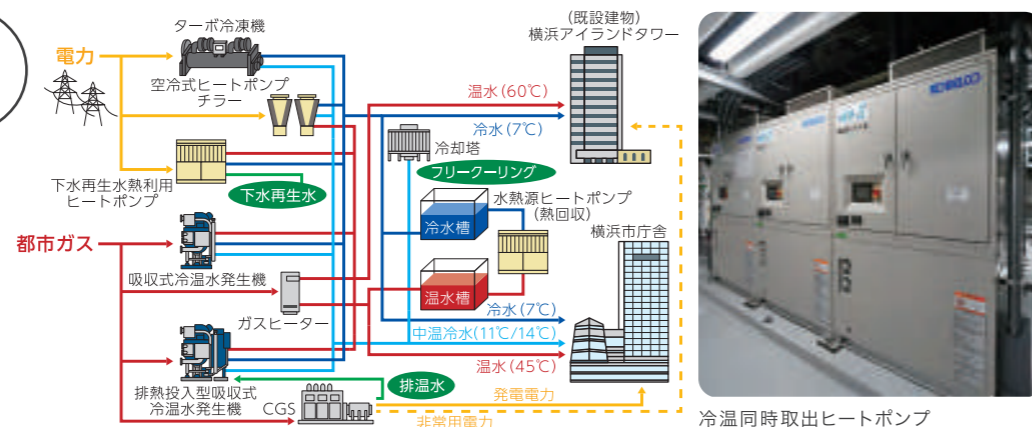 電力
ターボ冷凍機
空冷式ヒートポンプ
チラー
下水再生水熱利用
ヒートポンプ
下水再生水
都市ガス
吸収式冷温水発生機
ガスヒーター
排熱投入型吸収式
冷温水発生機
CGS
排温水
(既設建物)
横浜アイランドタワー
温水(60℃)
冷水(7℃)
冷却塔
フリークーリング
水熱源ヒートポンプ
(熱回収)
冷水槽
温水槽
横浜市庁舎
冷水(7℃)
中温冷水(11℃/14℃)
温水(45℃)
発電電力
非常用電力
冷温同時取出ヒートポンプ